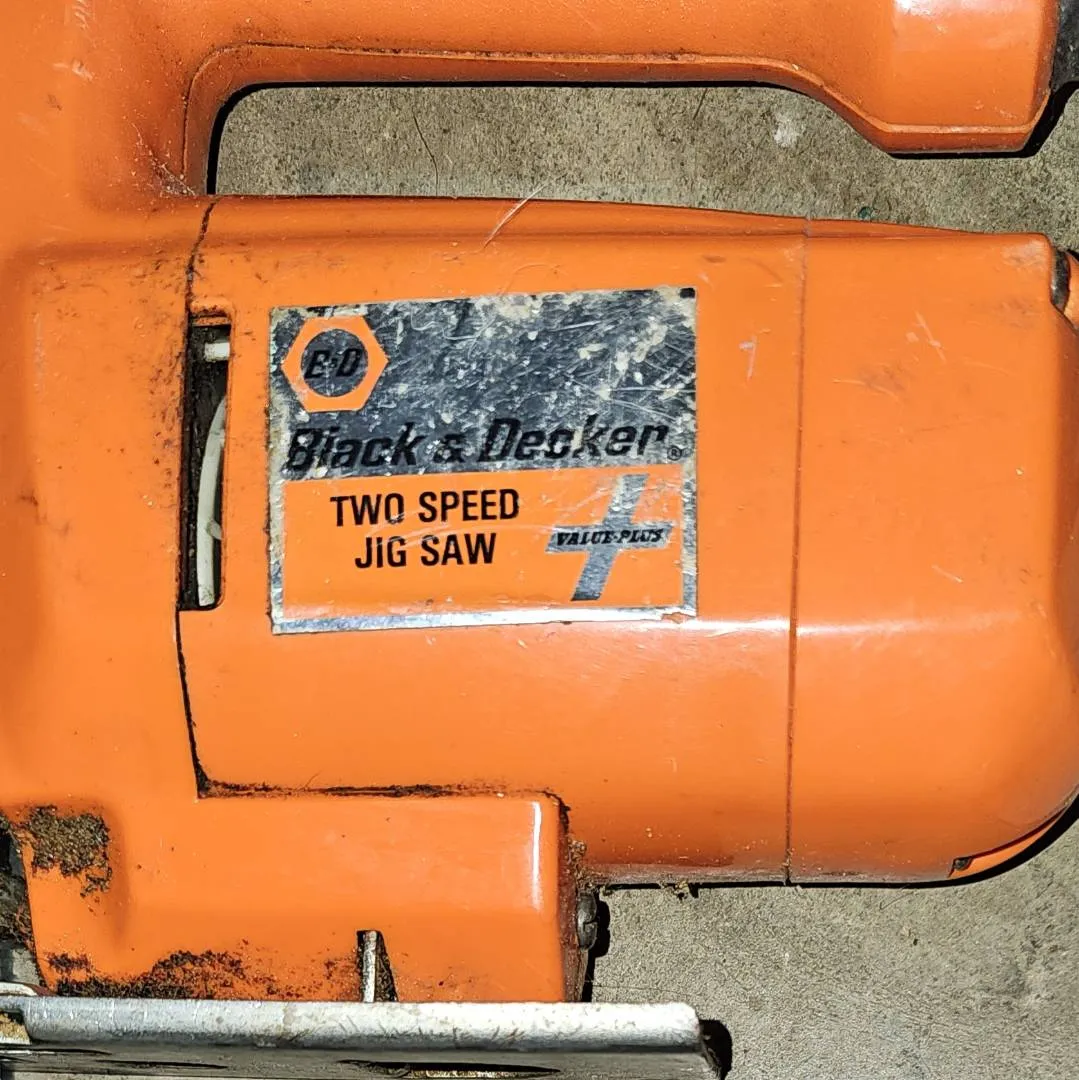 B&D
Black & Decker®
TWO SPEED
JIG SAW
VALUE-PLUS